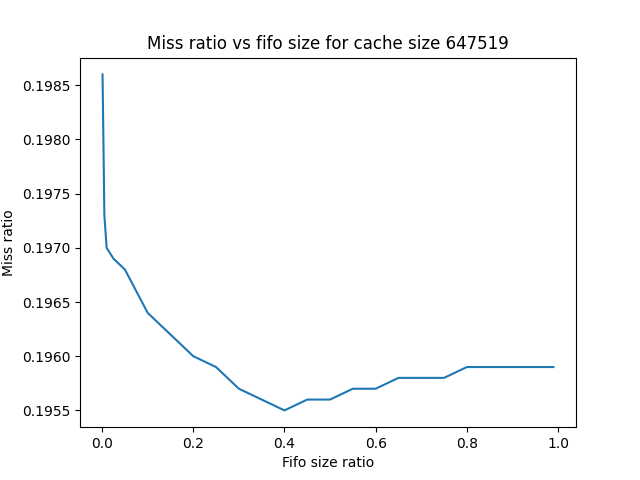 Miss ratio vs fifo size for cache size 647519
0.1985
0.1980
0.1975
0.1970
0.1965
0.1960
0.1955
Miss ratio
0.0 0.2 0.4 0.6 0.8 1.0
Fifo size ratio